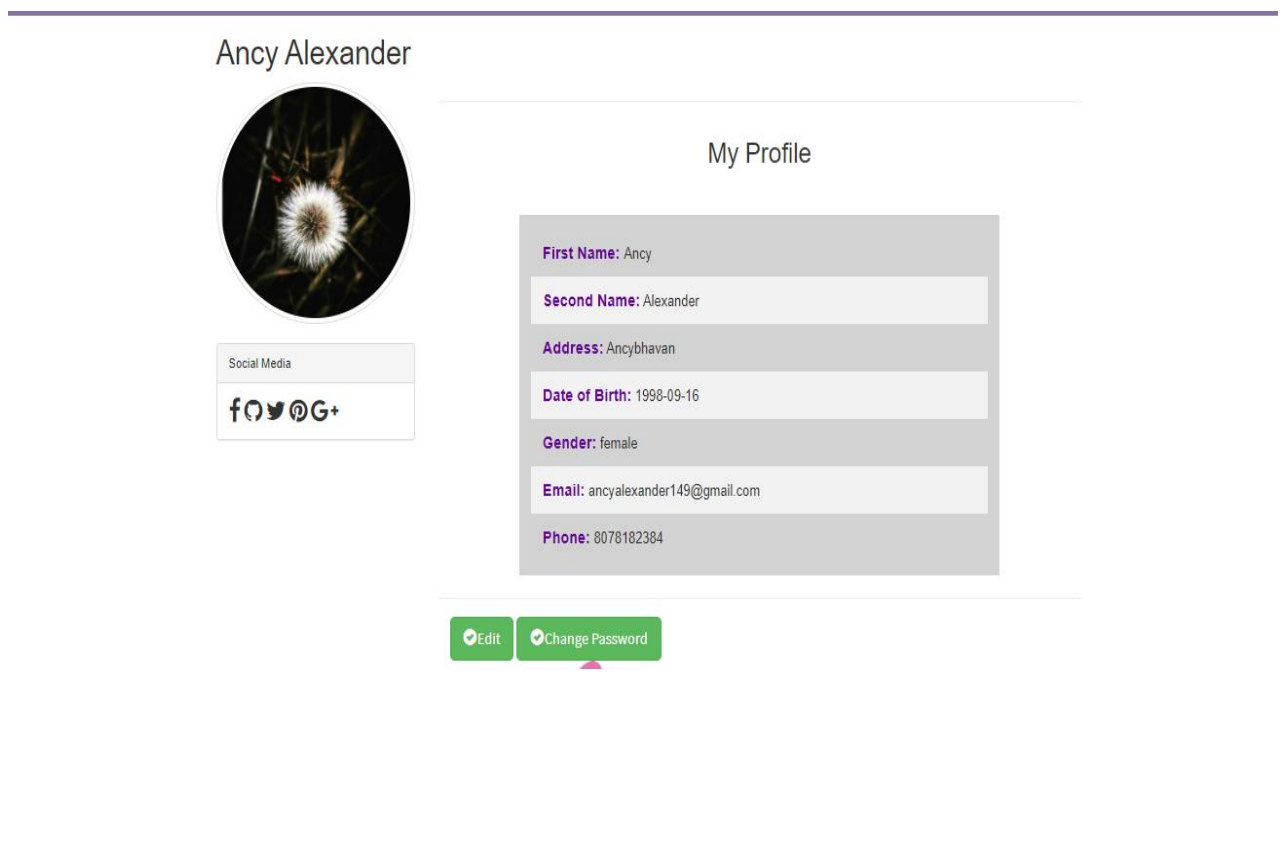 Ancy Alexander
My Profile
First Name: Ancy
Second Name: Alexander
Address: Ancybhavan
Date of Birth: 1998-09-16
Gender: female
Email: ancyalexander149@gmail.com
Phone: 8078182384
Social Media
Edit
Change Password